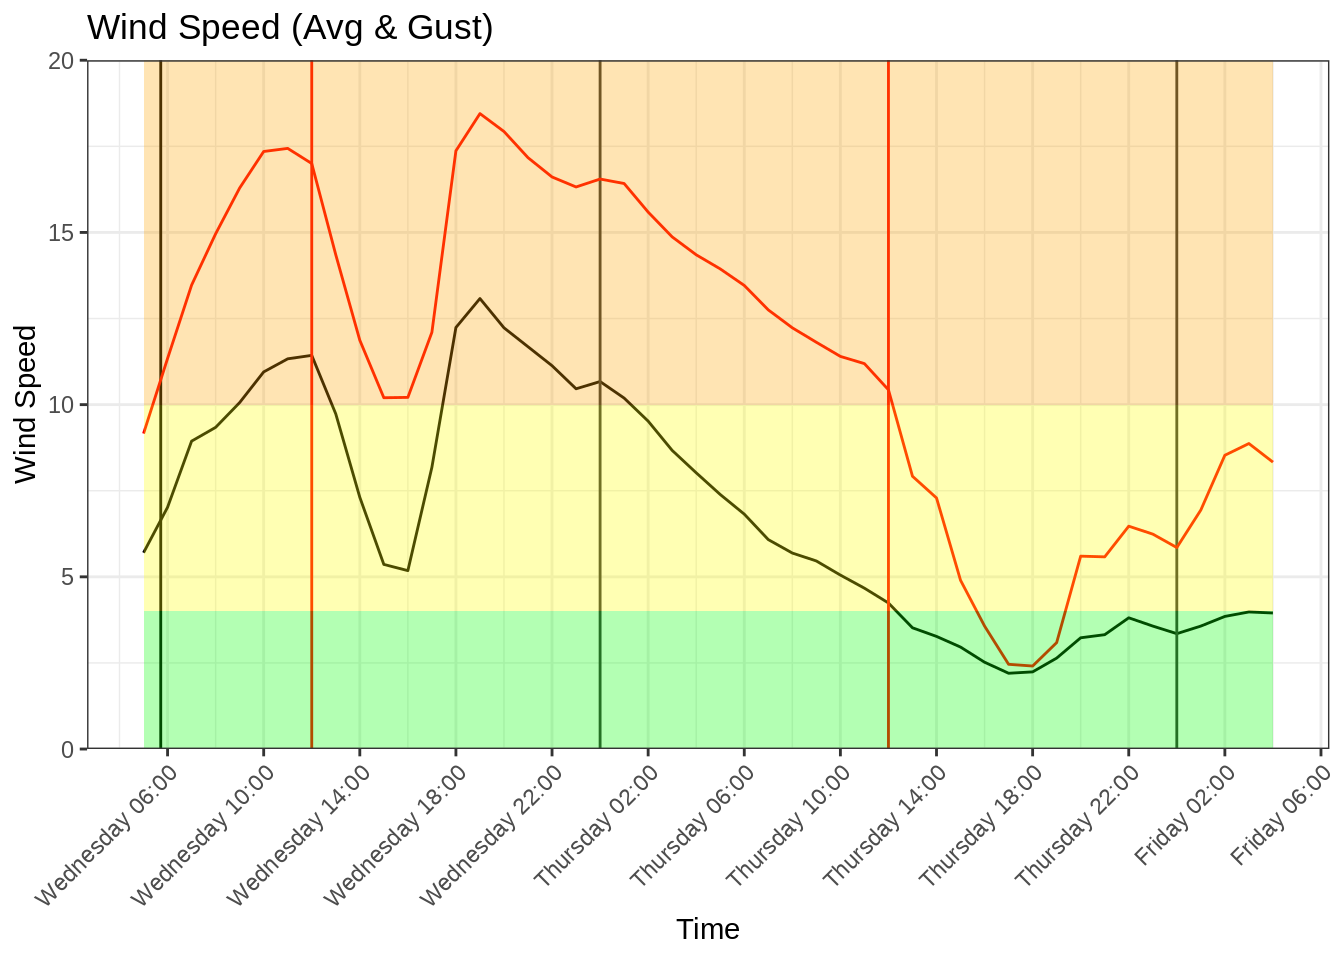 Wind Speed (Avg & Gust)
20
15
10
5
0
Wind Speed
Wednesday 06:00
Wednesday 10:00
Wednesday 14:00
Wednesday 18:00
Wednesday 22:00
Thursday 02:00
Thursday 06:00
Thursday 10:00
Thursday 14:00
Thursday 18:00
Thursday 22:00
Friday 02:00
Friday 06:00
Time